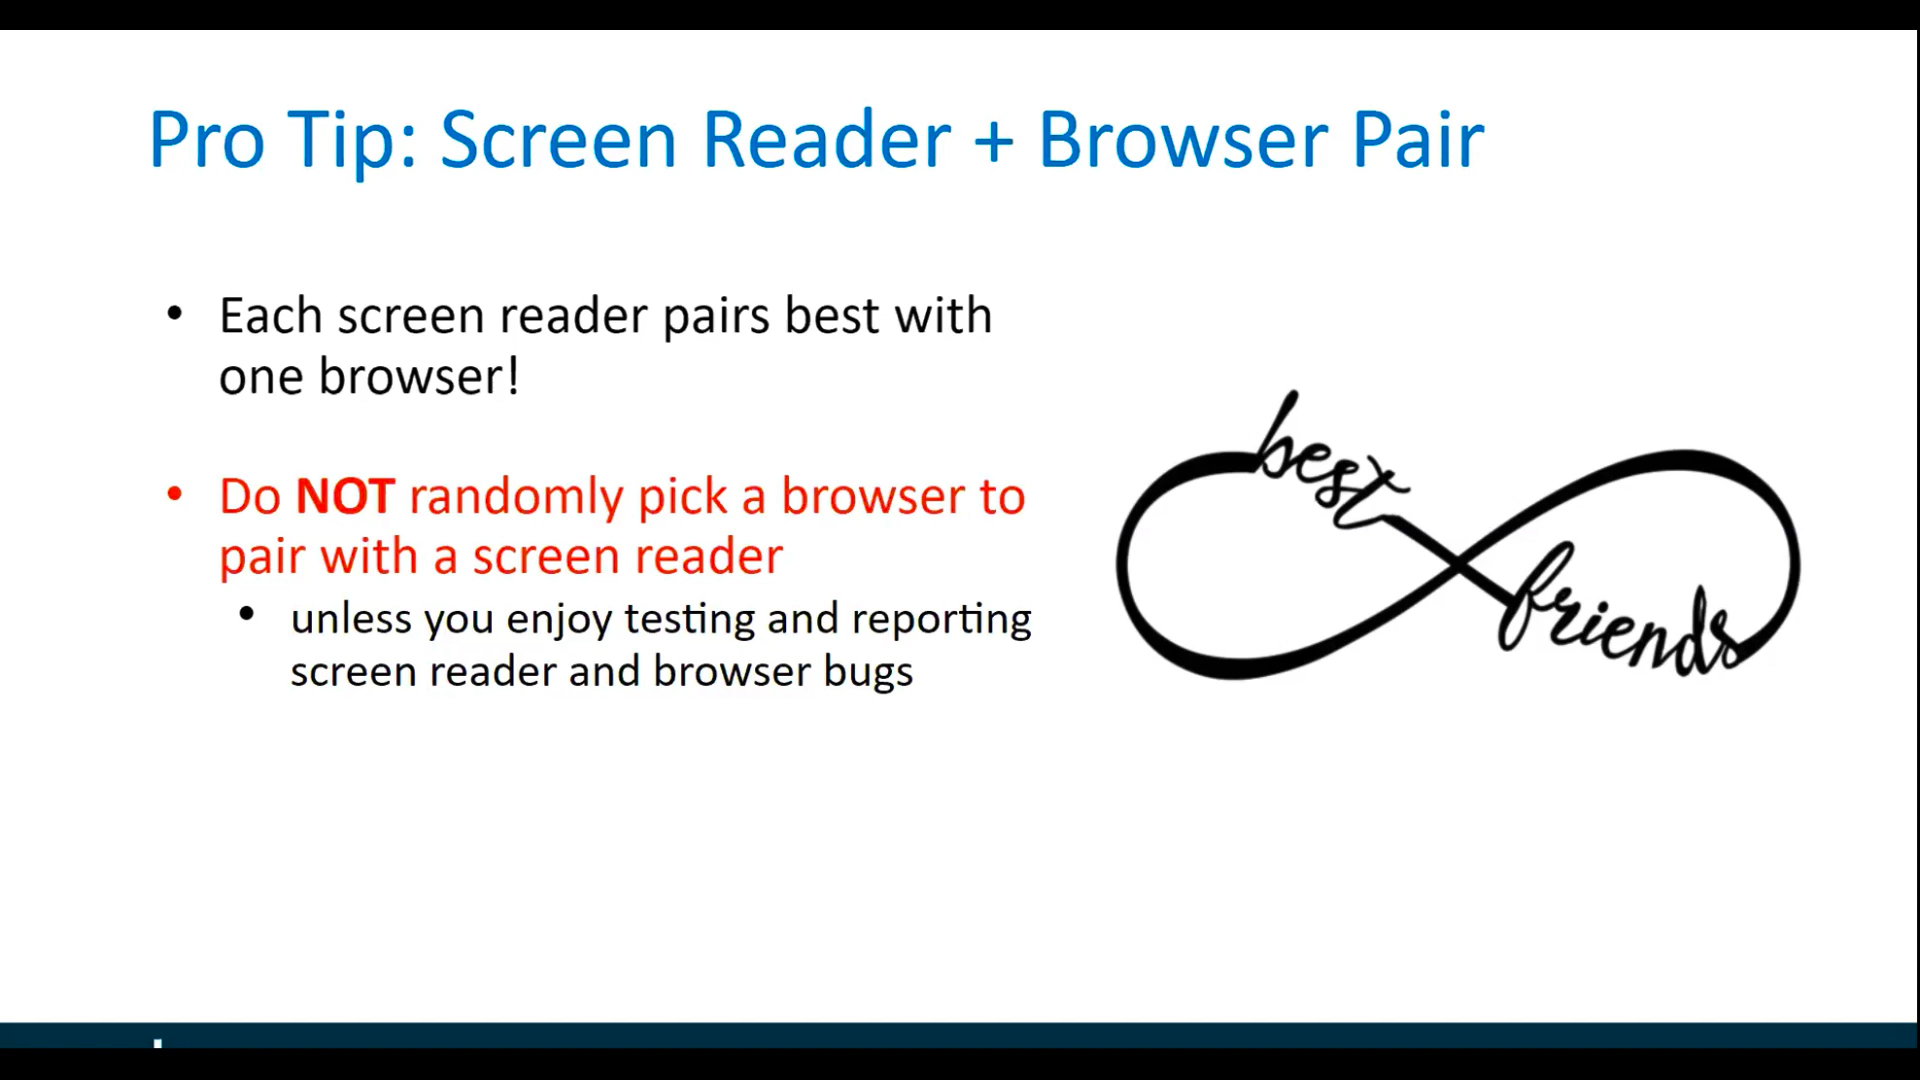 Pro Tip: Screen Reader + Browser Pair
• Each screen reader pairs best with
one browser!
• Do NOT randomly pick a browser to
pair with a screen reader
• unless you enjoy testing and reporting
screen reader and browser bugs
best
friends